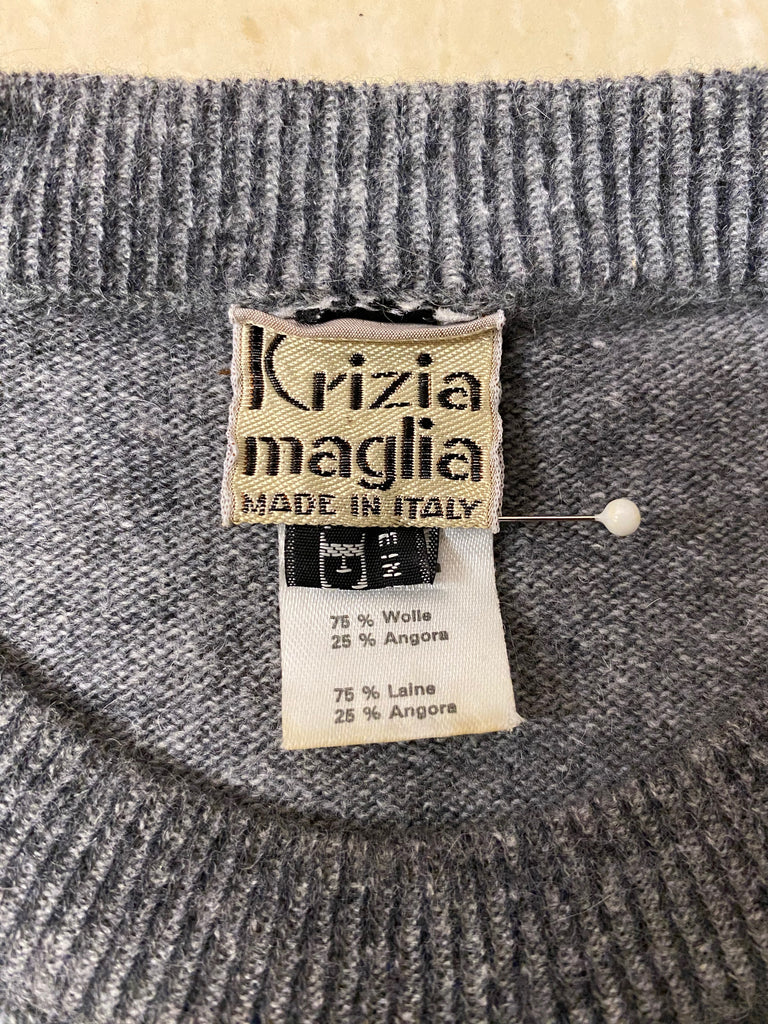 Krizia
maglia
MADE IN ITALY
75 % Wolle
25 % Angora
75 % Laine
25 % Angora